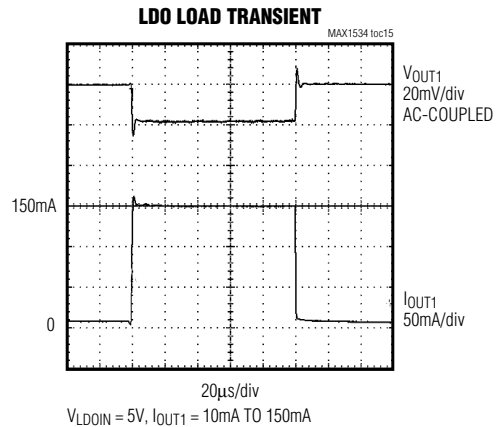 LDO LOAD TRANSIENT
MAX1534 toc15
VOUT1
20mV/div
AC-COUPLED
150mA
0
IOUT1
50mA/div
20μs/div
VLDOIN = 5V, IOUT1 = 10mA TO 150mA